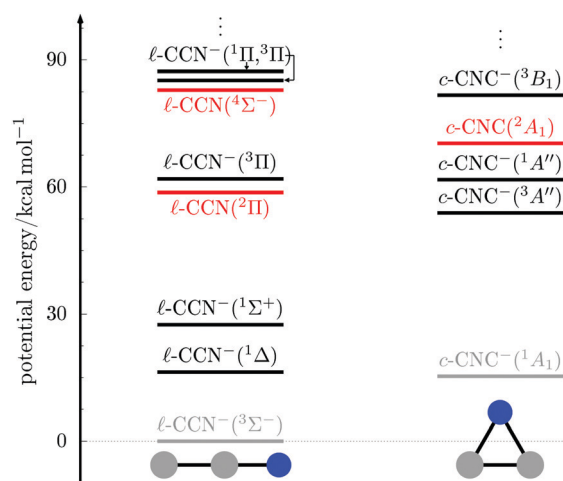 ⋮
⋮
90
ℓ-CCN⁻(¹Π,³Π)
ℓ-CCN(⁴Σ⁻)
c-CNC⁻(³B₁)
c-CNC(²A₁)
ℓ-CCN⁻(³Π)
c-CNC⁻(¹A″)
60
ℓ-CCN(²Π)
c-CNC⁻(³A″)
potential energy/kcal mol⁻¹
30
ℓ-CCN⁻(¹Σ⁺)
ℓ-CCN⁻(¹Δ)
c-CNC⁻(¹A₁)
ℓ-CCN⁻(³Σ⁻)
0